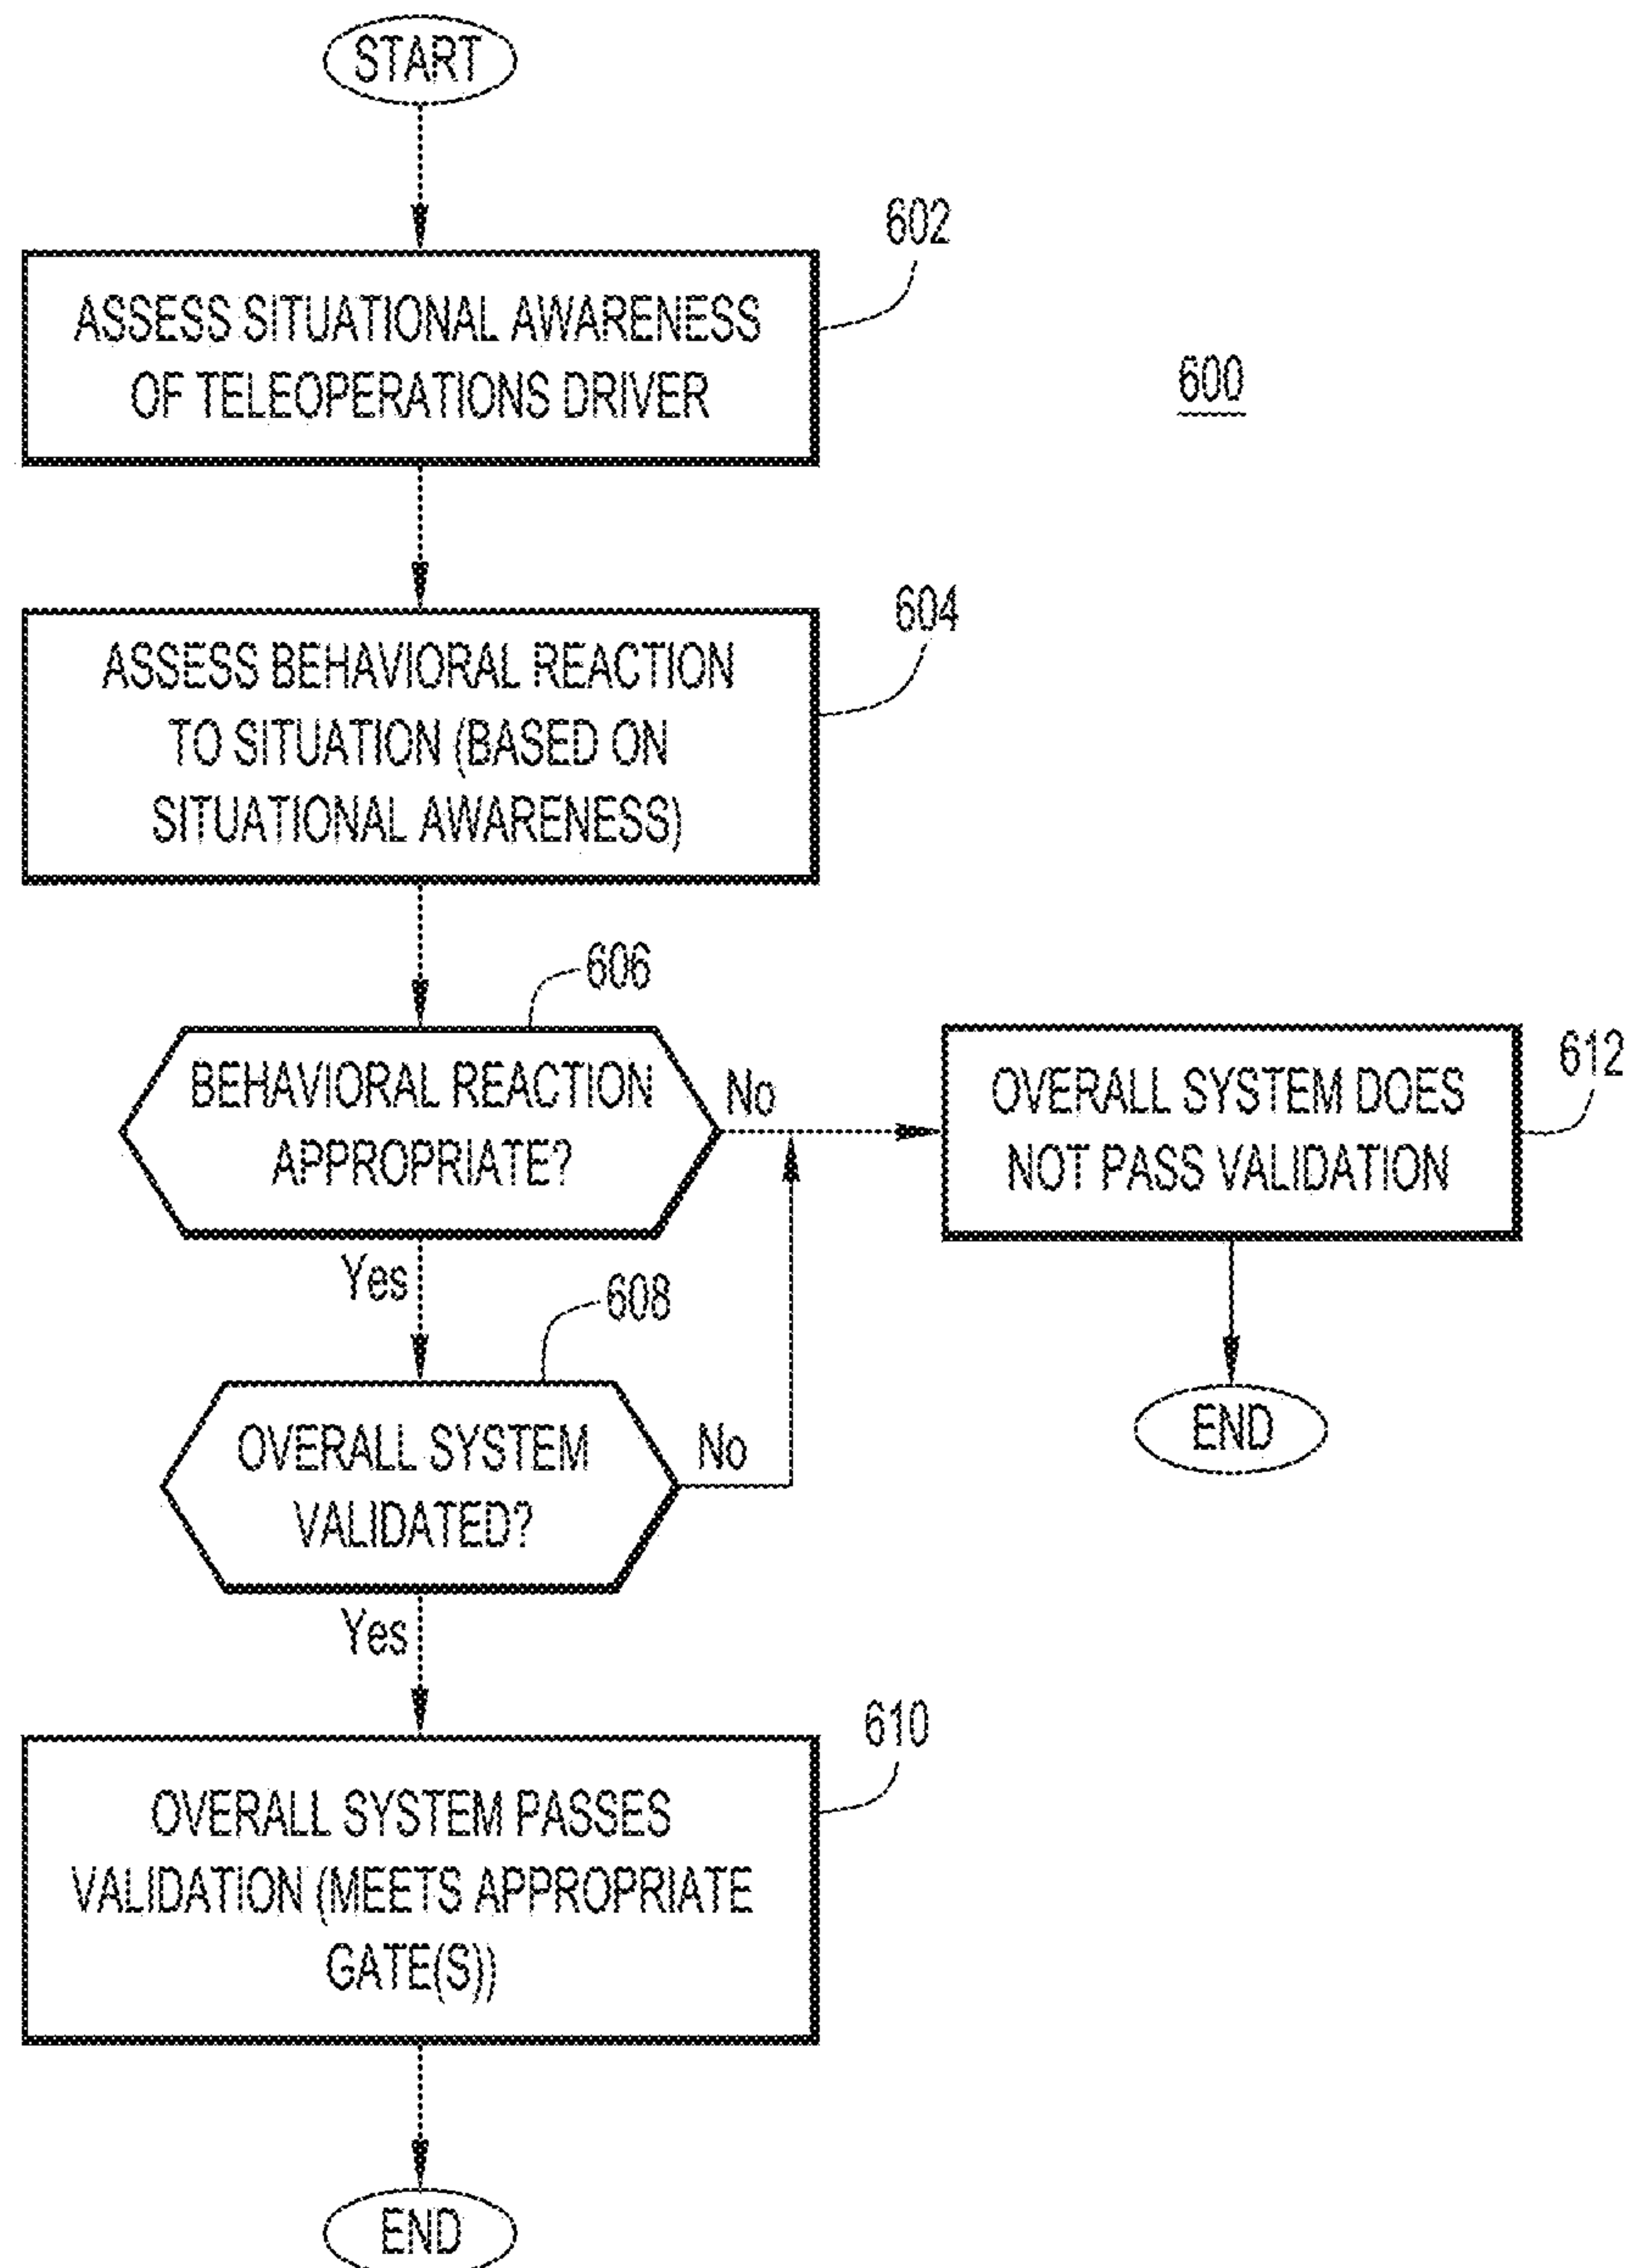 START
602
ASSESS SITUATIONAL AWARENESS
OF TELEOPERATIONS DRIVER
600
604
ASSESS BEHAVIORAL REACTION
TO SITUATION (BASED ON
SITUATIONAL AWARENESS)
606
BEHAVIORAL REACTION
APPROPRIATE?
No
OVERALL SYSTEM DOES
NOT PASS VALIDATION
612
Yes
608
OVERALL SYSTEM
VALIDATED?
No
END
Yes
610
OVERALL SYSTEM PASSES
VALIDATION (MEETS APPROPRIATE
GATE(S))
END